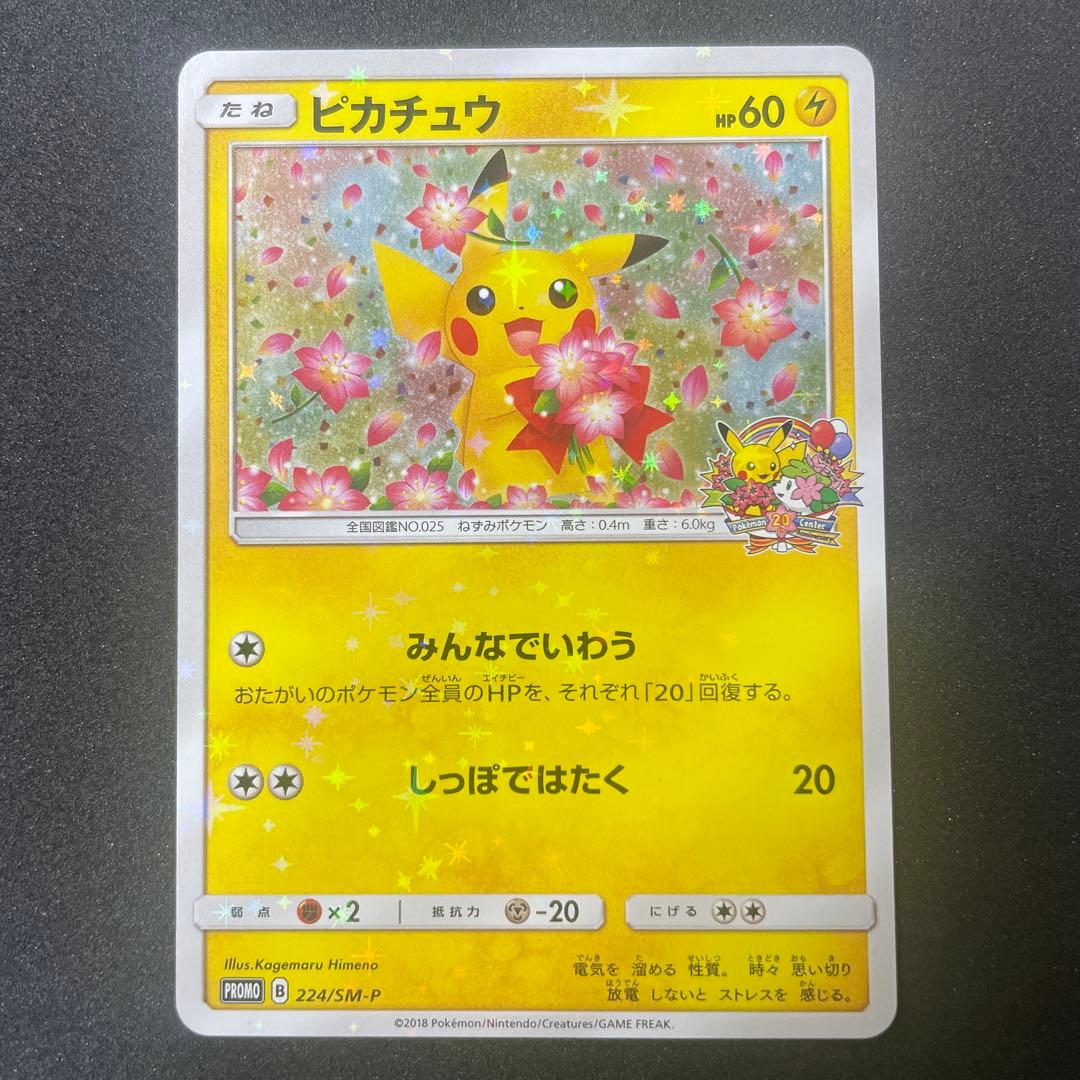 たね ピカチュウ HP60
Pokémon 20 Center
ANNIVERSARY
全国図鑑NO.025 ねずみポケモン 高さ:0.4m 重さ:6.0kg
みんなでいわう
ぜんいん エイチピー かいふく
おたがいのポケモン全員のHPを、それぞれ「20」回復する。
しっぽではたく 20
弱点 ×2 抵抗力 -20 にげる
Illus.Kagemaru Himeno
でんき た せいしつ ときどき おも き
電気を 溜める 性質。 時々 思い切り
ほうでん かん
放電 しないと ストレスを 感じる。
PROMO B 224/SM-P
©2018 Pokémon/Nintendo/Creatures/GAME FREAK.